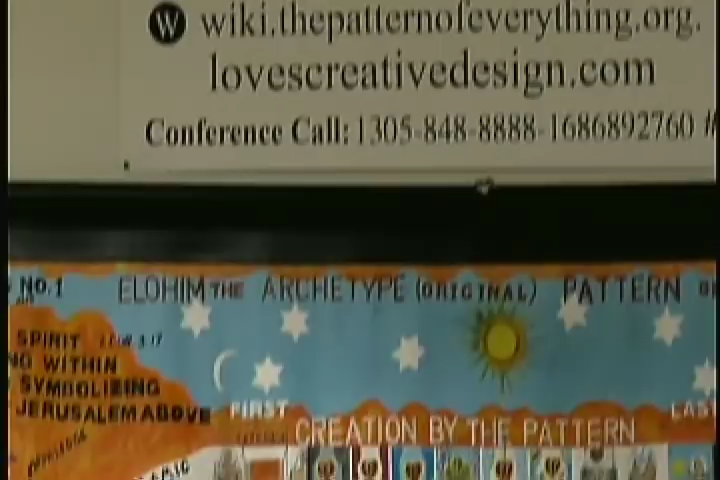 W wiki.thepatternofeverything.org.
lovescreativedesign.com
Conference Call: 1305-848-8888-1686892760 #
NO.1 ELOHIM THE ARCHETYPE (ORIGINAL) PATTERN
SPIRIT
NG WITHIN
SYMBOLIZING
JERUSALEM ABOVE
FIRST
LAST
CREATION BY THE PATTERN